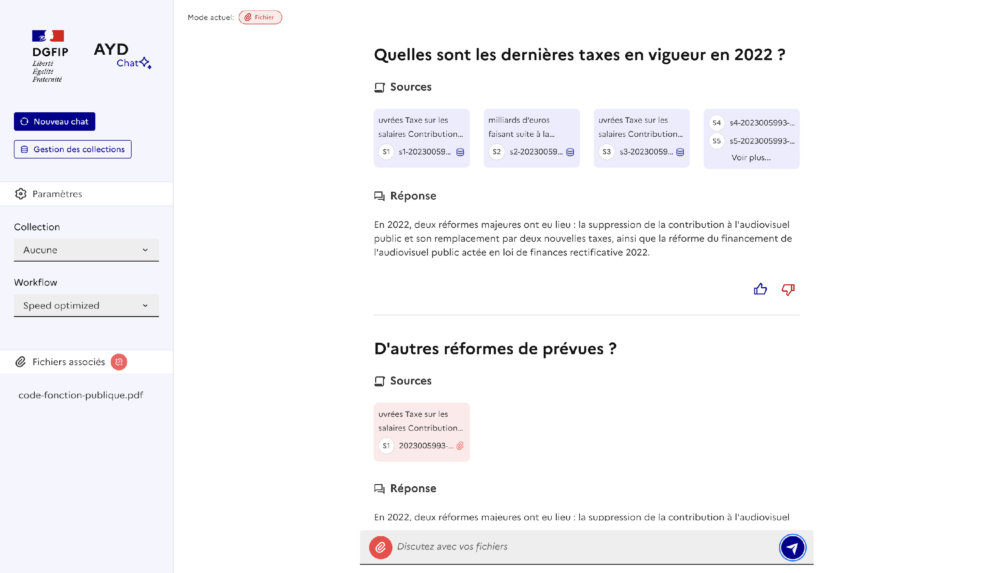 DGFIP
Liberté
Égalité
Fraternité
AYD
Chat
Nouveau chat
Gestion des collections
Paramètres
Collection
Aucune
Workflow
Speed optimized
Fichiers associés
code-fonction-publique.pdf
Mode actuel: Fichier
Quelles sont les dernières taxes en vigueur en 2022 ?
Sources
uvrées Taxe sur les
salaires Contribution...
S1 s1-20230059...
milliards d’euros
faisant suite à la...
S2 s2-20230059...
uvrées Taxe sur les
salaires Contribution...
S3 s3-20230059...
S4 s4-2023005993-...
S5 s5-2023005993-...
Voir plus...
Réponse
En 2022, deux réformes majeures ont eu lieu : la suppression de la contribution à l'audiovisuel
public et son remplacement par deux nouvelles taxes, ainsi que la réforme du financement de
l'audiovisuel public actée en loi de finances rectificative 2022.
D'autres réformes de prévues ?
Sources
uvrées Taxe sur les
salaires Contribution...
S1 2023005993-...
Réponse
En 2022, deux réformes majeures ont eu lieu : la suppression de la contribution à l'audiovisuel
Discutez avec vos fichiers